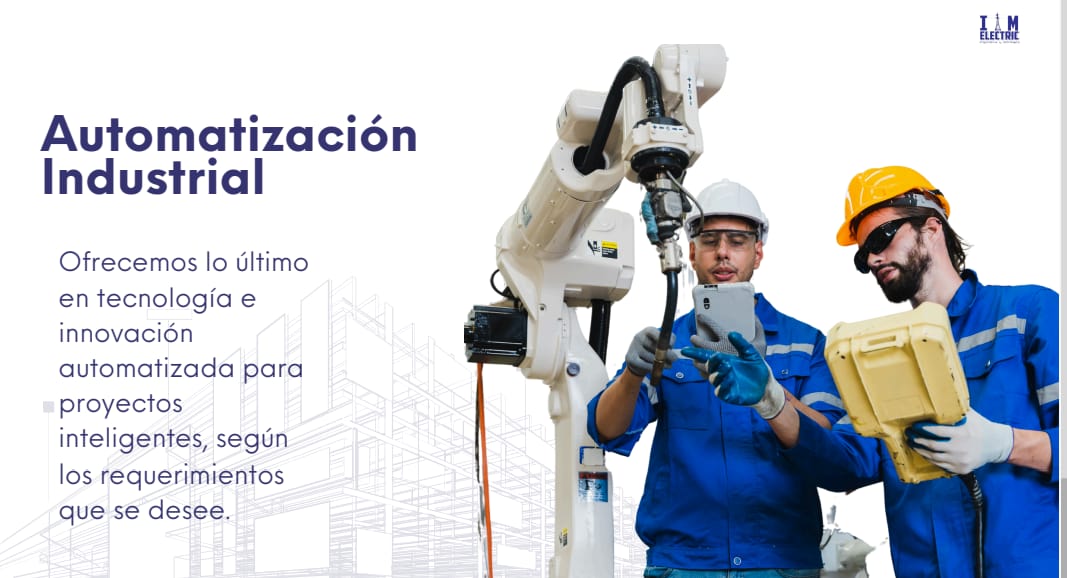 I M
ELECTRIC
Automatización
Industrial
Ofrecemos lo último
en tecnología e
innovación
automatizada para
proyectos
inteligentes, según
los requerimientos
que se desee.